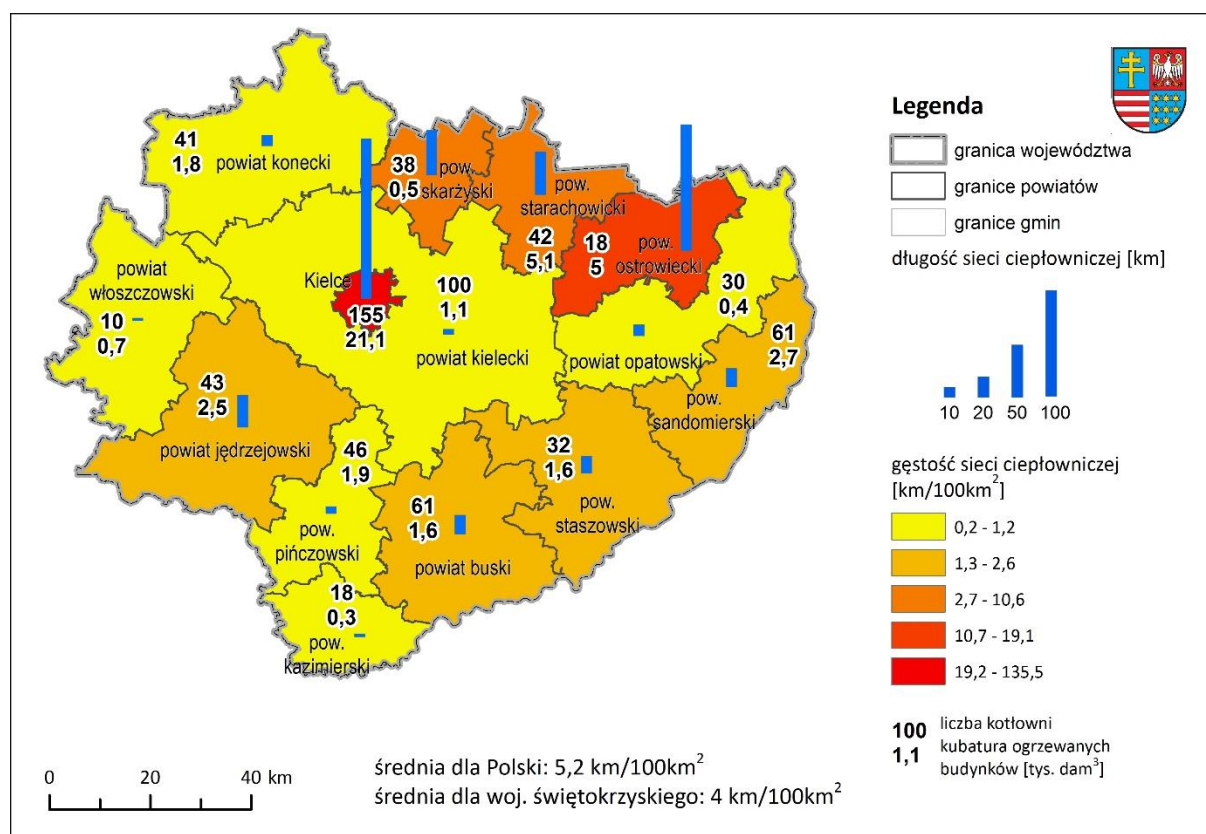 41
1,8
powiat konecki
38
0,5
pow.
skarżyski
pow.
starachowicki
42
5,1
18
5
pow.
ostrowiecki
powiat
włoszczowski
10
0,7
Kielce
155
21,1
100
1,1
powiat kielecki
30
0,4
powiat opatowski
61
2,7
pow.
sandomierski
43
2,5
powiat jędrzejowski
46
1,9
pow.
pińczowski
61
1,6
powiat buski
32
1,6
pow.
staszowski
18
0,3
pow.
kazimierski
0 20 40 km
średnia dla Polski: 5,2 km/100km²
średnia dla woj. świętokrzyskiego: 4 km/100km²
Legenda
granica województwa
granice powiatów
granice gmin
długość sieci ciepłowniczej [km]
10 20 50 100
gęstość sieci ciepłowniczej
[km/100km²]
0,2 - 1,2
1,3 - 2,6
2,7 - 10,6
10,7 - 19,1
19,2 - 135,5
100 liczba kotłowni
1,1 kubatura ogrzewanych
budynków [tys. dam³]